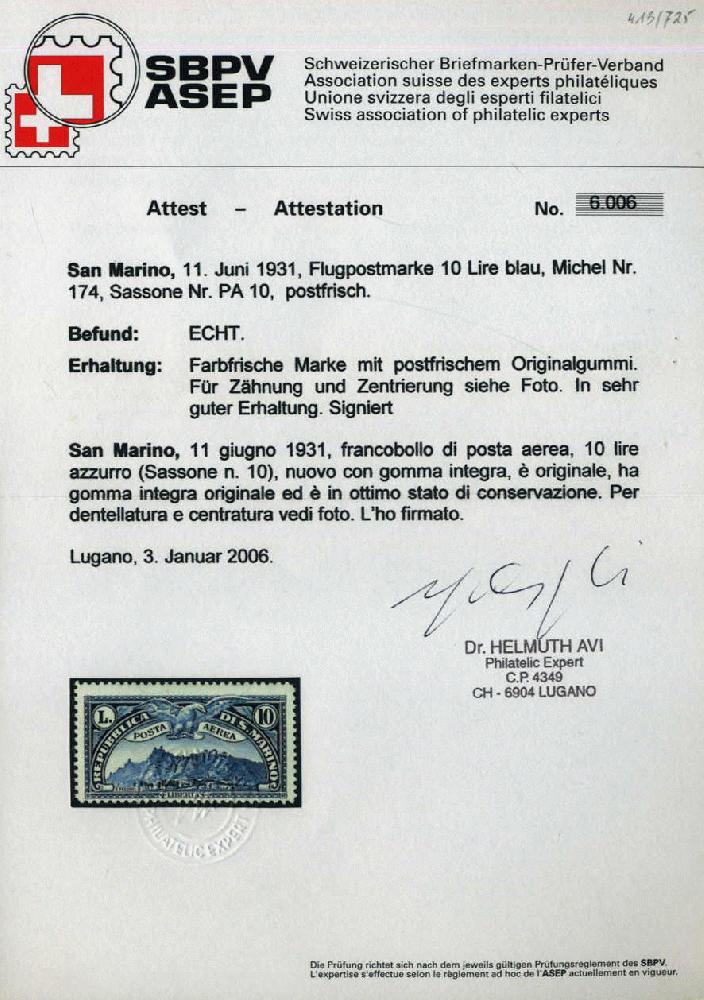 413/725
SBPV
ASEP
Schweizerischer Briefmarken-Prüfer-Verband
Association suisse des experts philatéliques
Unione svizzera degli esperti filatelici
Swiss association of philatelic experts
Attest – Attestation No. 6.006
San Marino, 11. Juni 1931, Flugpostmarke 10 Lire blau, Michel Nr.
174, Sassone Nr. PA 10, postfrisch.
Befund: ECHT.
Erhaltung: Farbfrische Marke mit postfrischem Originalgummi.
Für Zähnung und Zentrierung siehe Foto. In sehr
guter Erhaltung. Signiert
San Marino, 11 giugno 1931, francobollo di posta aerea, 10 lire
azzurro (Sassone n. 10), nuovo con gomma integra, è originale, ha
gomma integra originale ed è in ottimo stato di conservazione. Per
dentellatura e centratura vedi foto. L'ho firmato.
Lugano, 3. Januar 2006.
Dr. HELMUTH AVI
Philatelic Expert
C.P. 4349
CH - 6904 LUGANO
L. 10
REPUBBLICA DI S. MARINO
POSTA AEREA
LIBERTAS
PHILATELIC EXPERT
Die Prüfung richtet sich nach dem jeweils gültigen Prüfungsreglement des SBPV.
L'expertise s'effectue selon le règlement ad hoc de l'ASEP actuellement en vigueur.